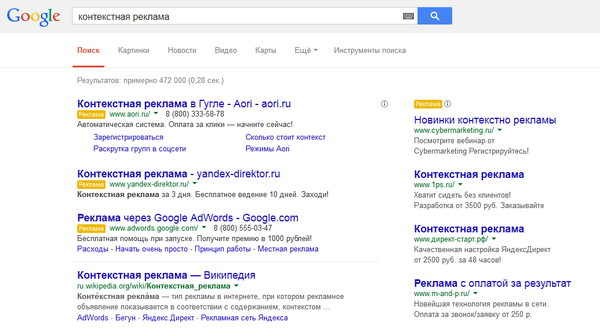 Google
контекстная реклама
Поиск
Картинки
Новости
Видео
Карты
Ещё
Инструменты поиска
Результатов: примерно 472 000 (0,28 сек.)
Контекстная реклама в Гугле - Aori - aori.ru
Реклама www.aori.ru/ 8 (800) 333-58-78
Автоматическая система. Оплата за клики — начните сейчас!
Зарегистрироваться
Сколько стоит контекст
Раскрутка групп в соцсети
Режимы Aori
Контекстная реклама - yandex-direktor.ru
Реклама www.yandex-direktor.ru/
Контекстная реклама за 3 дня. Бесплатное ведение 10 дней. Заходи!
Реклама через Google AdWords - Google.com
Реклама www.adwords.google.com/ 8 (800) 555-03-47
Бесплатная помощь при запуске. Получите премию в 1000 рублей!
Расходы - Начать очень просто - Принцип работы - Местная реклама
Контекстная реклама — Википедия
ru.wikipedia.org/wiki/Контекстная_реклама
Конте́кстная рекла́ма — тип рекламы в интернете, при котором рекламное
объявление показывается в соответствии с содержанием, контекстом ...
AdWords - Бегун - Яндекс.Директ - Рекламная сеть Яндекса
Реклама
Новинки контекстно рекламы
www.cybermarketing.ru/
Посмотрите вебинар от
Cybermarketing Регистрируйтесь!
Контекстная реклама
www.1ps.ru/
Хватит сидеть без клиентов!
Разработка от 3500 руб. Заказывайте
Контекстная реклама
www.директ-старт.рф/
Качественная настройка ЯндексДирект
от 2500 руб. за 48 часов!
Реклама с оплатой за результат
www.m-and-p.ru/
Новейшая технология рекламы в сети.
Оплата за звонок/заявку от 250 р.